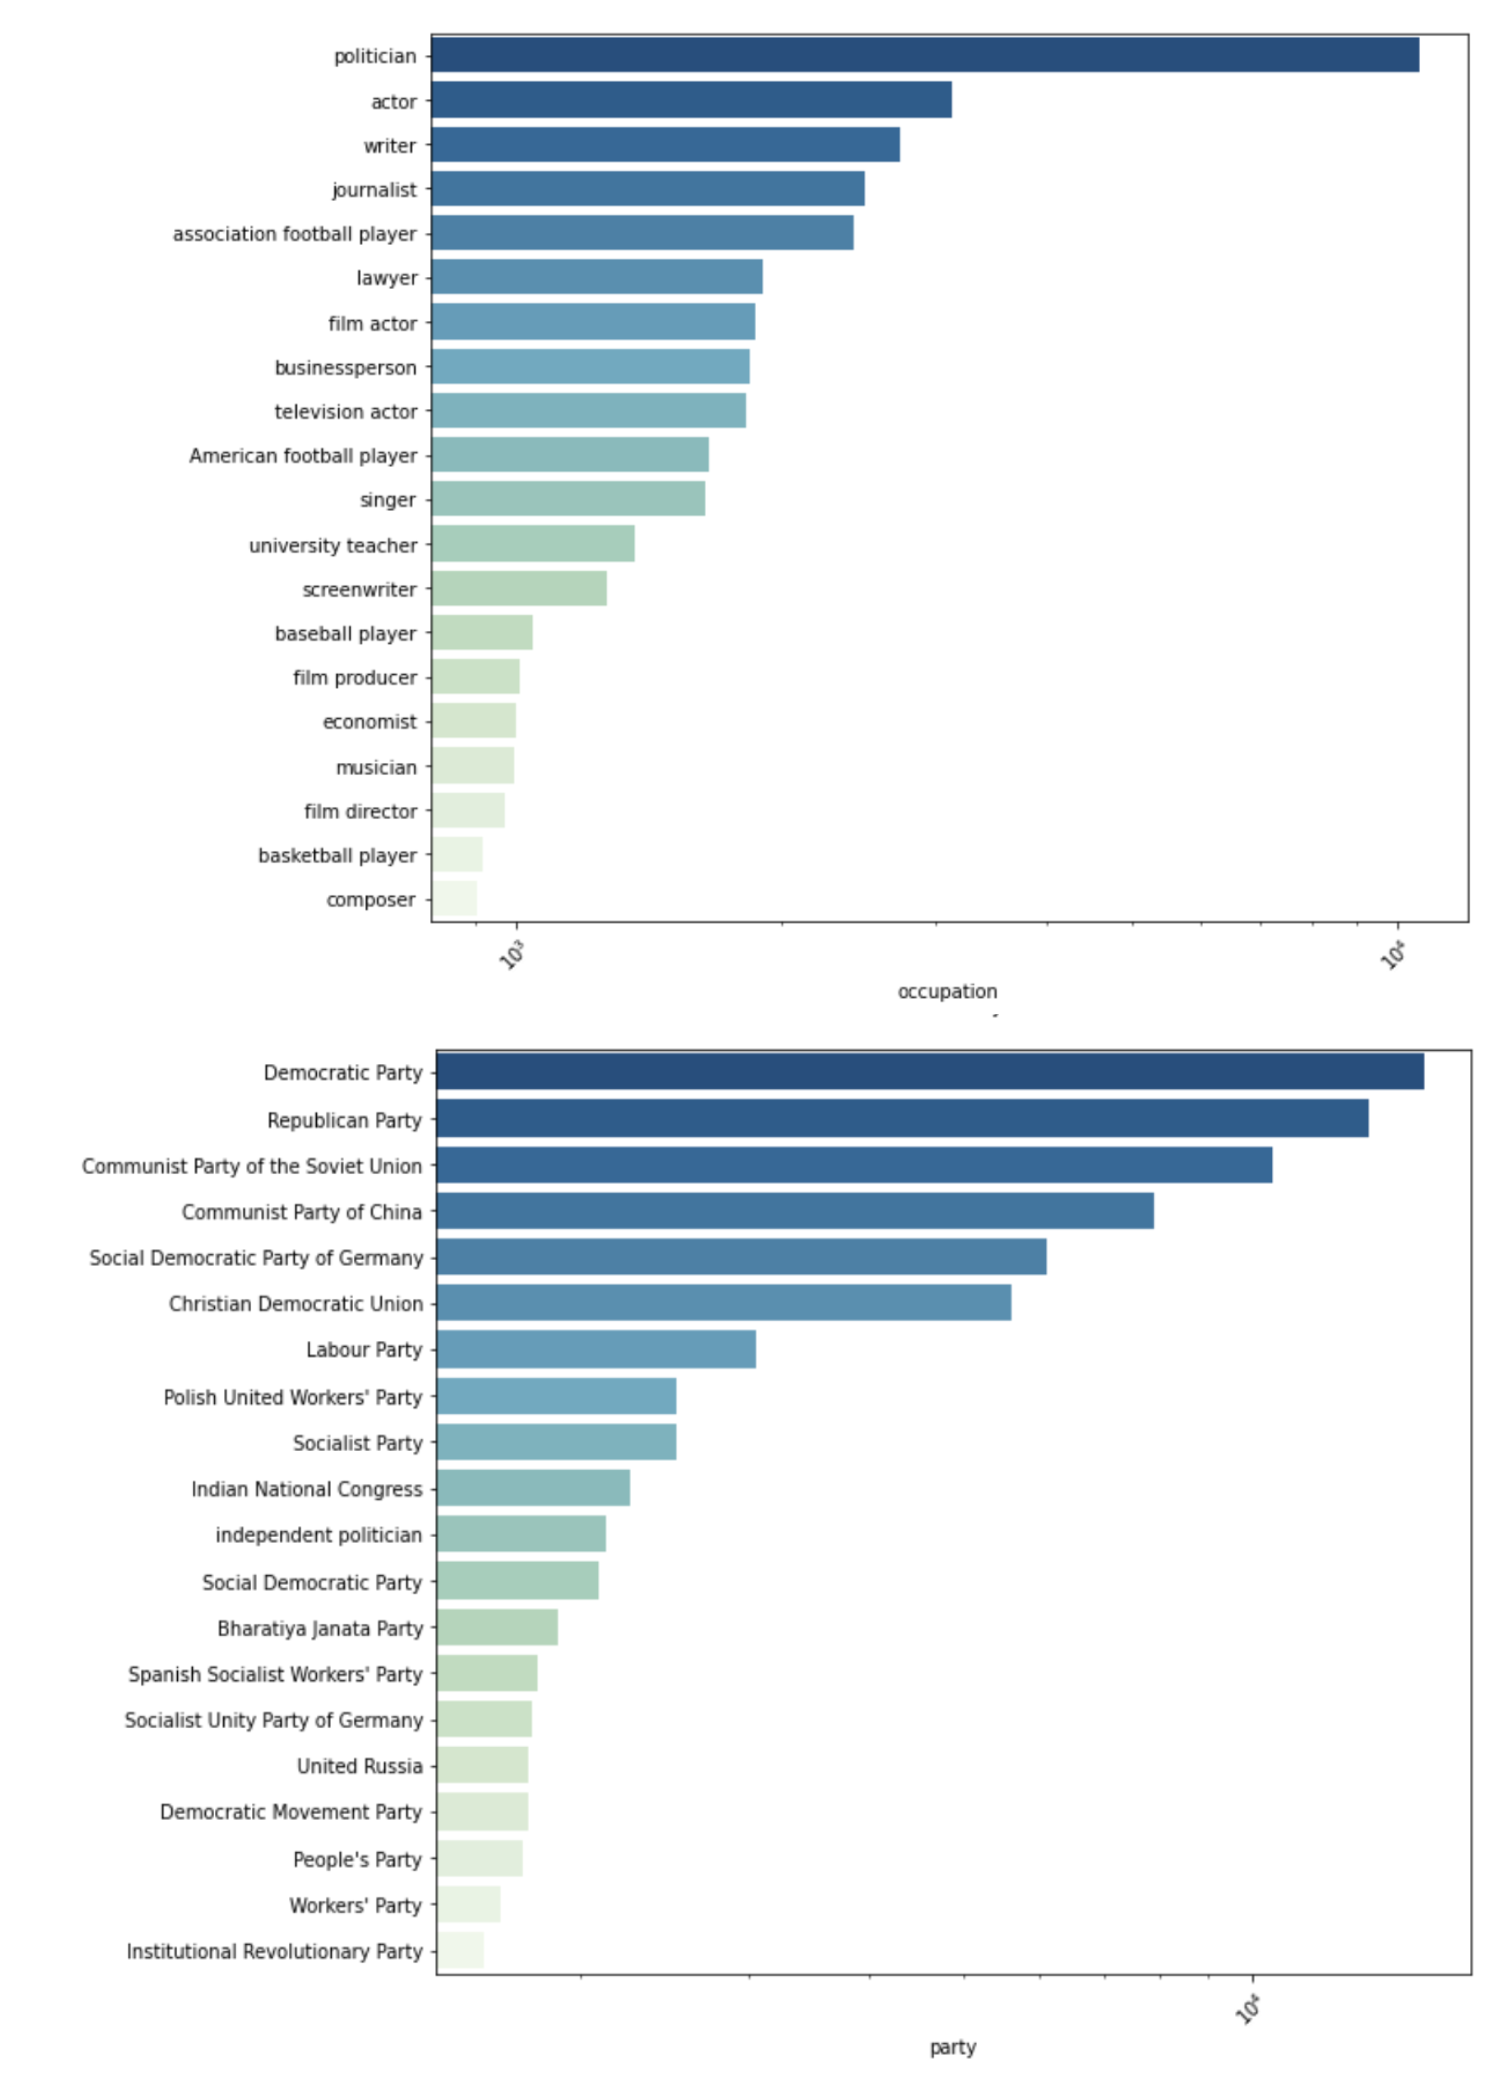 politician
actor
writer
journalist
association football player
lawyer
film actor
businessperson
television actor
American football player
singer
university teacher
screenwriter
baseball player
film producer
economist
musician
film director
basketball player
composer
10³
10⁴
occupation
Democratic Party
Republican Party
Communist Party of the Soviet Union
Communist Party of China
Social Democratic Party of Germany
Christian Democratic Union
Labour Party
Polish United Workers' Party
Socialist Party
Indian National Congress
independent politician
Social Democratic Party
Bharatiya Janata Party
Spanish Socialist Workers' Party
Socialist Unity Party of Germany
United Russia
Democratic Movement Party
People's Party
Workers' Party
Institutional Revolutionary Party
10⁴
party